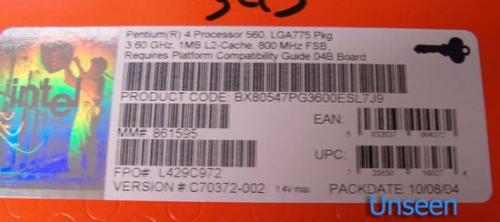 Pentium(R) 4 Processor 560, LGA775 Pkg
3.60 GHz, 1MB L2-Cache, 800 MHz FSB,
Requires Platform Compatibility Guide 04B Board
intel
PRODUCT CODE: BX80547PG3600ESL7J9
EAN:
MM# 861595
UPC:
FPO# L429C972
VERSION # C70372-002 1.4V max. PACKDATE: 10/08/04
Unseen